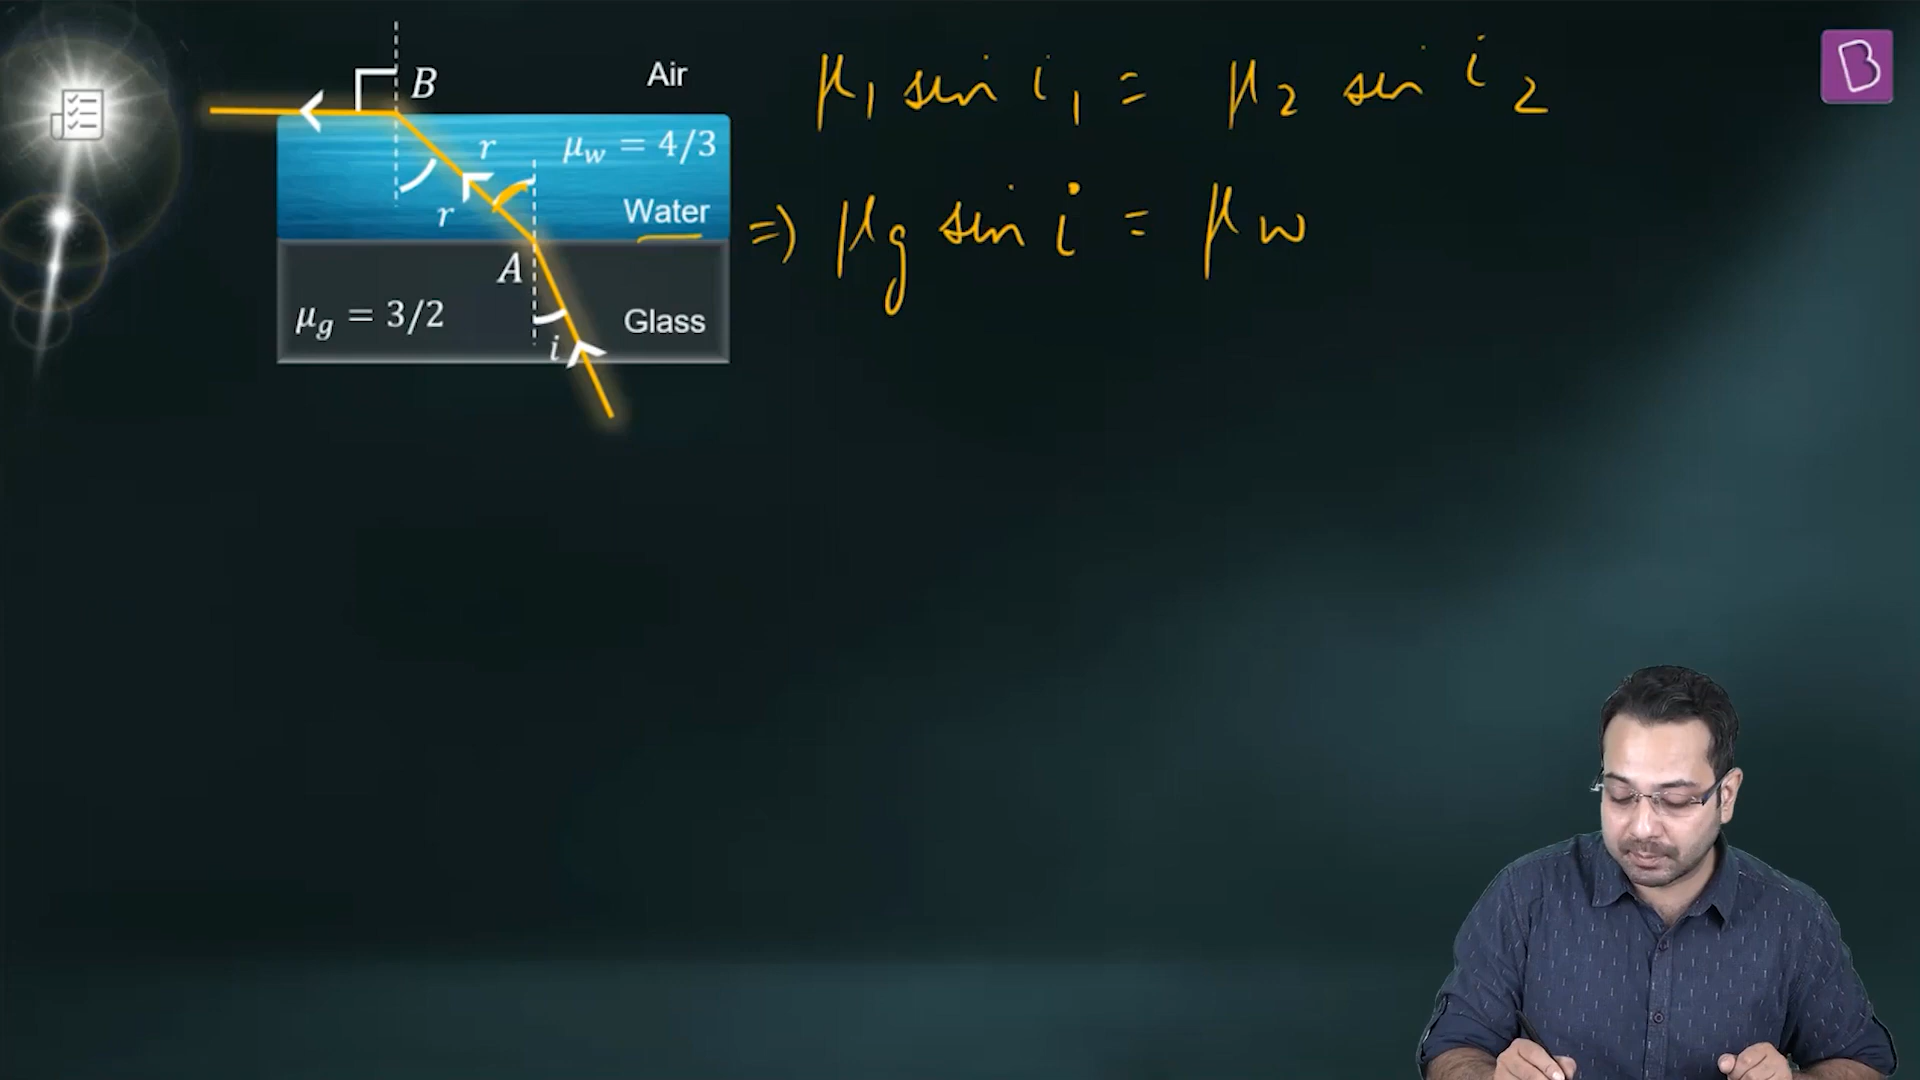 B
Air
μ₁ sin i₁ = μ₂ sin i₂
r
μw = 4/3
r
Water
⇒ μg sin i = μw
A
μg = 3/2
Glass
i
B